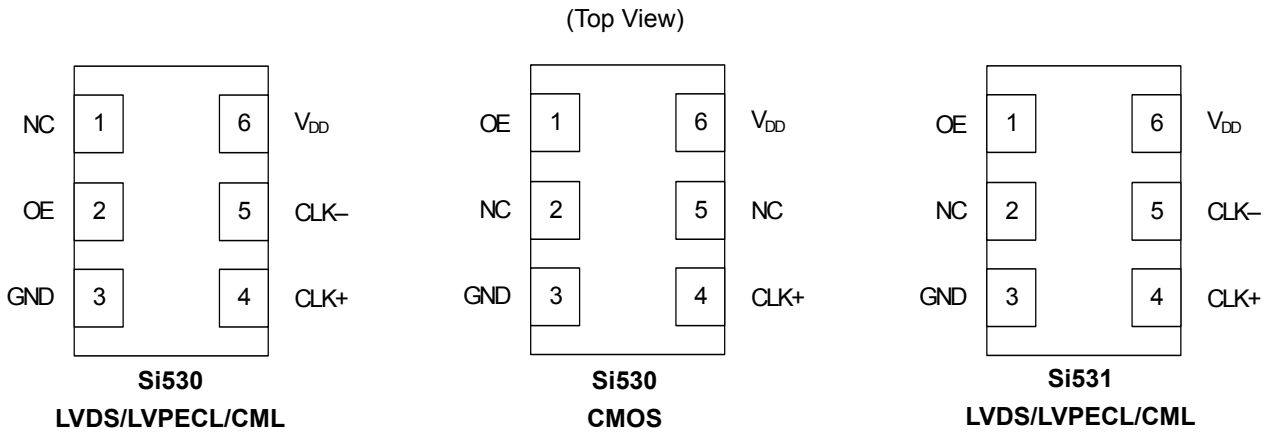 (Top View)
NC 1 6 VDD
OE 2 5 CLK–
GND 3 4 CLK+
Si530
LVDS/LVPECL/CML
OE 1 6 VDD
NC 2 5 NC
GND 3 4 CLK+
Si530
CMOS
OE 1 6 VDD
NC 2 5 CLK–
GND 3 4 CLK+
Si531
LVDS/LVPECL/CML